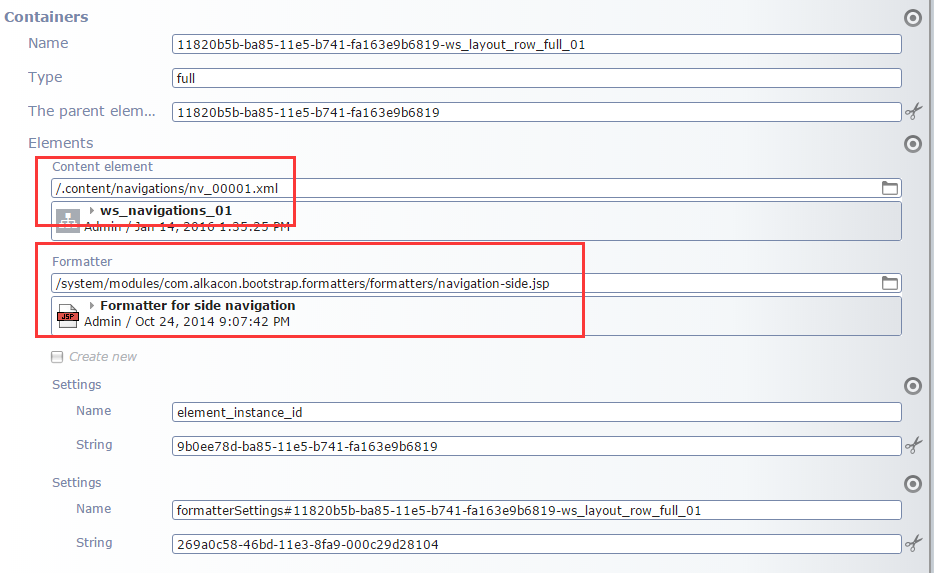 Containers
Name 11820b5b-ba85-11e5-b741-fa163e9b6819-ws_layout_row_full_01
Type full
The parent elem... 11820b5b-ba85-11e5-b741-fa163e9b6819
Elements
Content element
/.content/navigations/nv_00001.xml
ws_navigations_01
Admin / Jan 14, 2016 1:35:25 PM
Formatter
/system/modules/com.alkacon.bootstrap.formatters/formatters/navigation-side.jsp
JSP Formatter for side navigation
Admin / Oct 24, 2014 9:07:42 PM
Create new
Settings
Name element_instance_id
String 9b0ee78d-ba85-11e5-b741-fa163e9b6819
Settings
Name formatterSettings#11820b5b-ba85-11e5-b741-fa163e9b6819-ws_layout_row_full_01
String 269a0c58-46bd-11e3-8fa9-000c29d28104